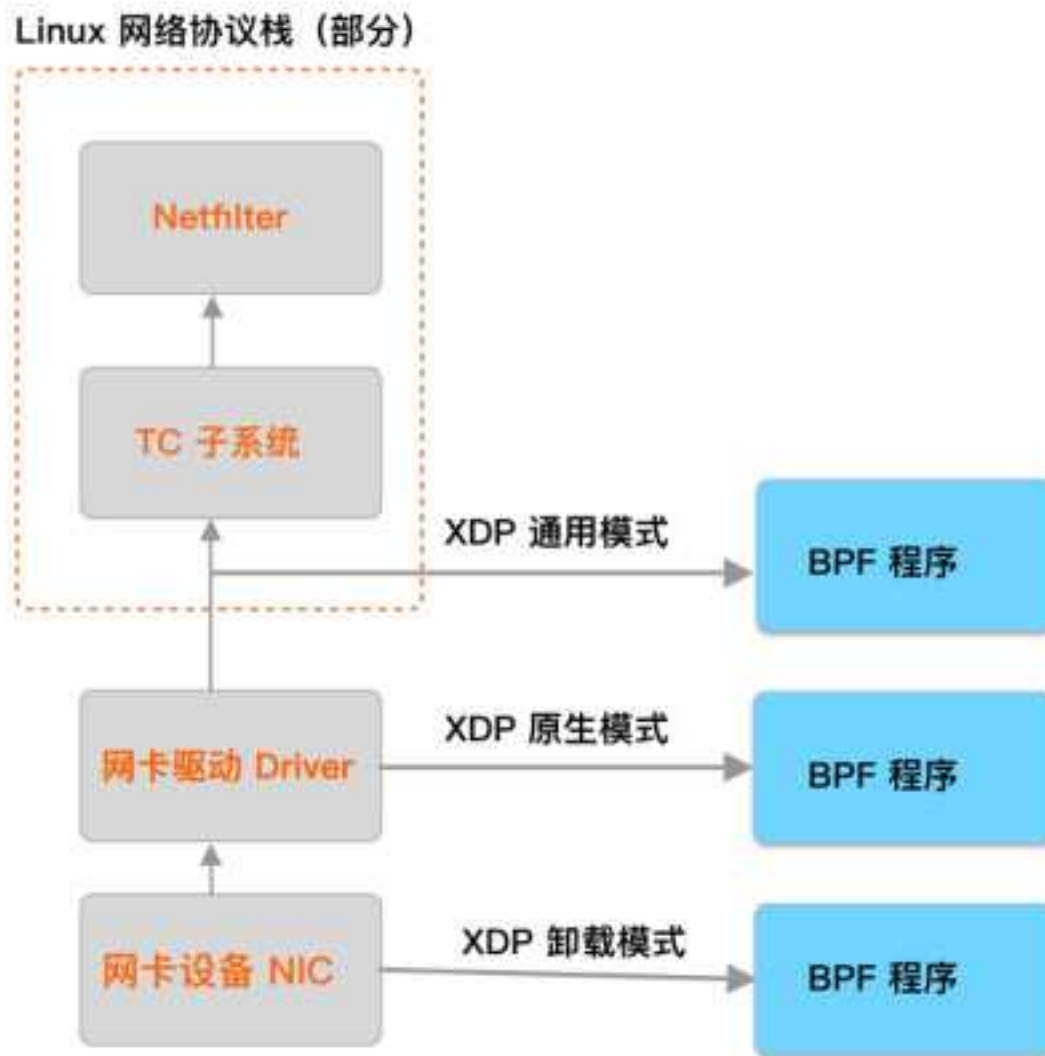 Linux 网络协议栈（部分）
Netfilter
TC 子系统
XDP 通用模式
BPF 程序
XDP 原生模式
网卡驱动 Driver
BPF 程序
XDP 卸载模式
网卡设备 NIC
BPF 程序